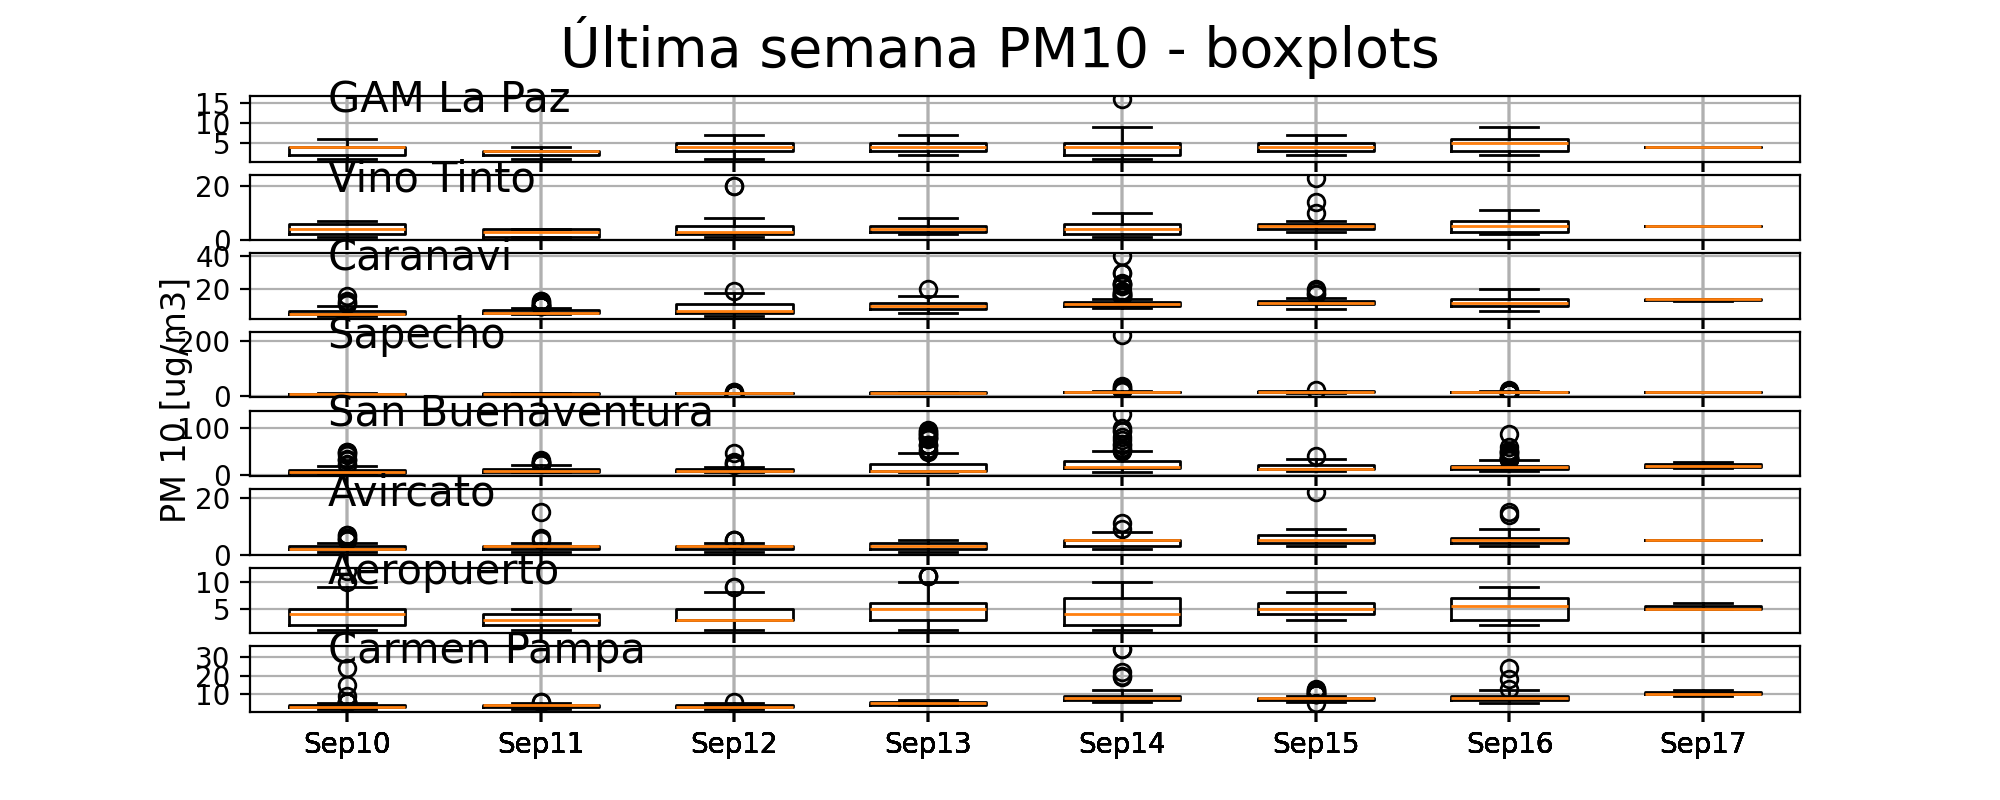 Última semana PM10 - boxplots
GAM La Paz
15
10
5
Vino Tinto
20
0
Caranavi
40
20
Sapecho
200
0
San Buenaventura
100
0
Avircato
20
0
Aeropuerto
10
5
Carmen Pampa
30
20
10
PM 10 [ug/m3]
Sep10 Sep11 Sep12 Sep13 Sep14 Sep15 Sep16 Sep17